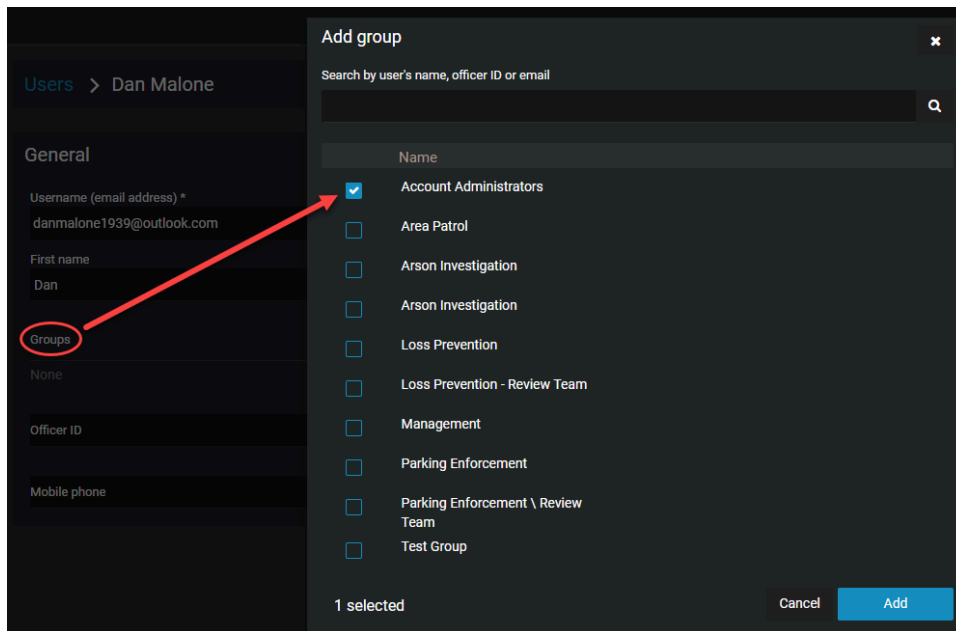 Add group
Search by user's name, officer ID or email
Users > Dan Malone
General
Username (email address) *
danmalone1939@outlook.com
First name
Dan
Groups
None
Officer ID
Mobile phone
Name
Account Administrators
Area Patrol
Arson Investigation
Arson Investigation
Loss Prevention
Loss Prevention - Review Team
Management
Parking Enforcement
Parking Enforcement \ Review
Team
Test Group
1 selected
Cancel
Add